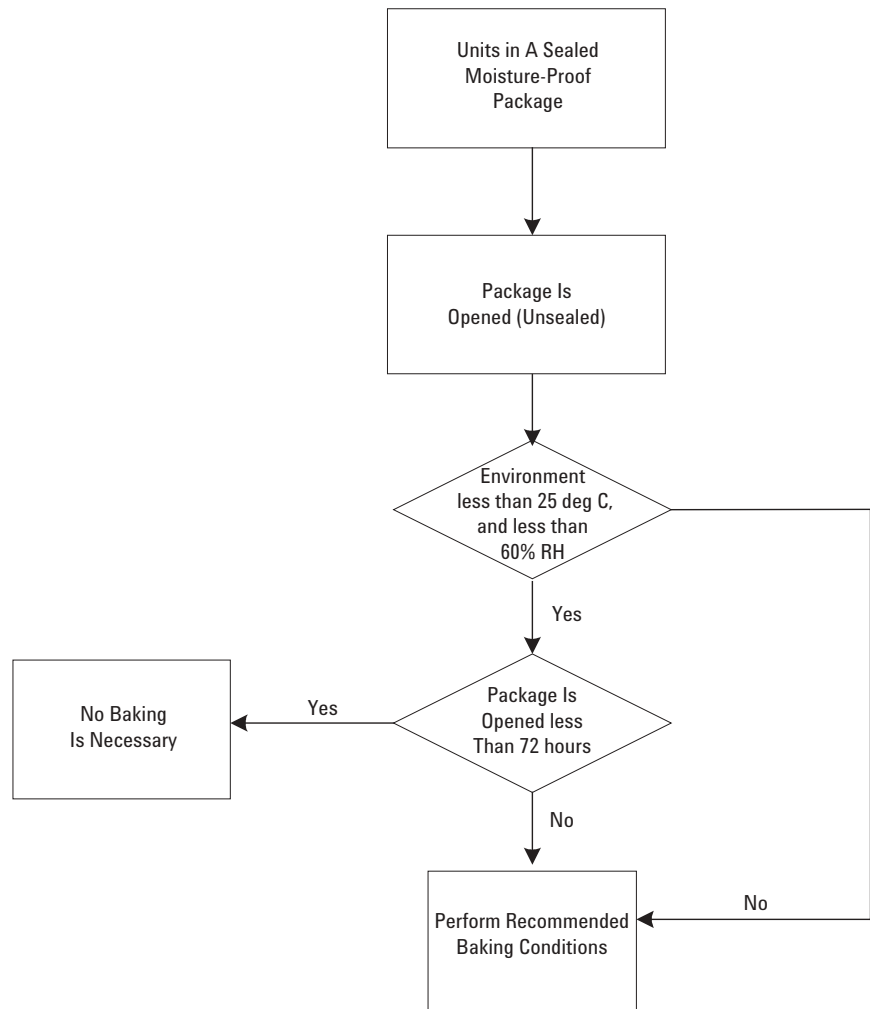 Units in A Sealed
Moisture-Proof
Package
Package Is
Opened (Unsealed)
Environment
less than 25 deg C,
and less than
60% RH
Yes
Package Is
Opened less
Than 72 hours
Yes
No Baking
Is Necessary
No
Perform Recommended
Baking Conditions
No